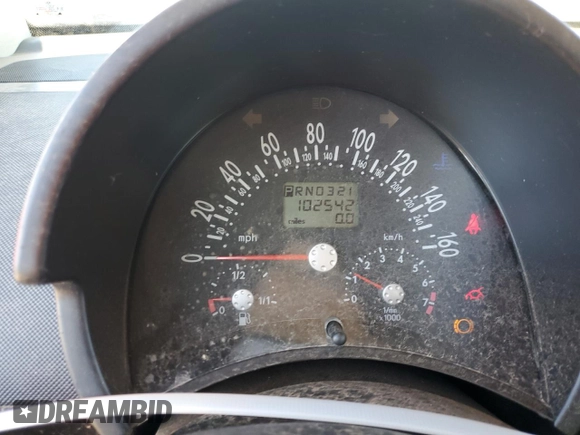 0 20 40 60 80 100 120 140 160
20 40 60 80 100 120 140 160 180 200 220 240 260
PRND321
102542
miles 0.0
mph km/h
0 1/2 1/1
0 1 2 3 4 5 6 7
1/min
x1000
DREAMBID